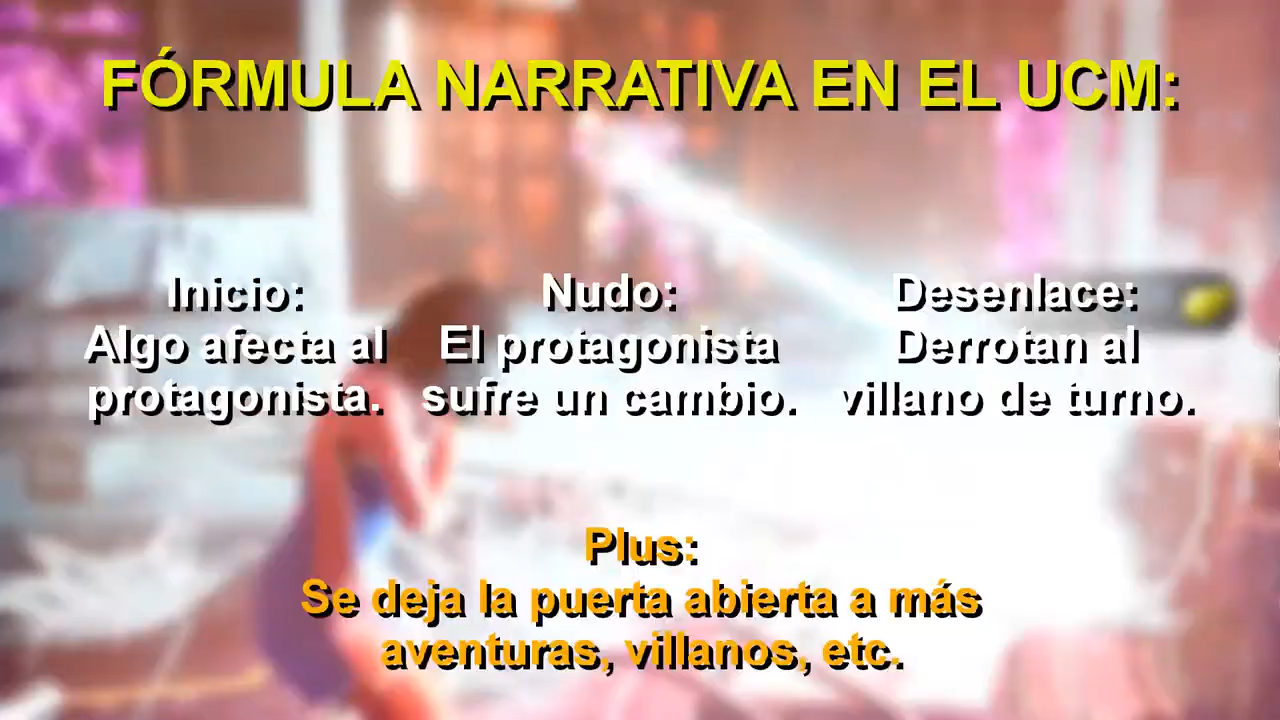 FÓRMULA NARRATIVA EN EL UCM:
Inicio:
Algo afecta al
protagonista.
Nudo:
El protagonista
sufre un cambio.
Desenlace:
Derrotan al
villano de turno.
Plus:
Se deja la puerta abierta a más
aventuras, villanos, etc.